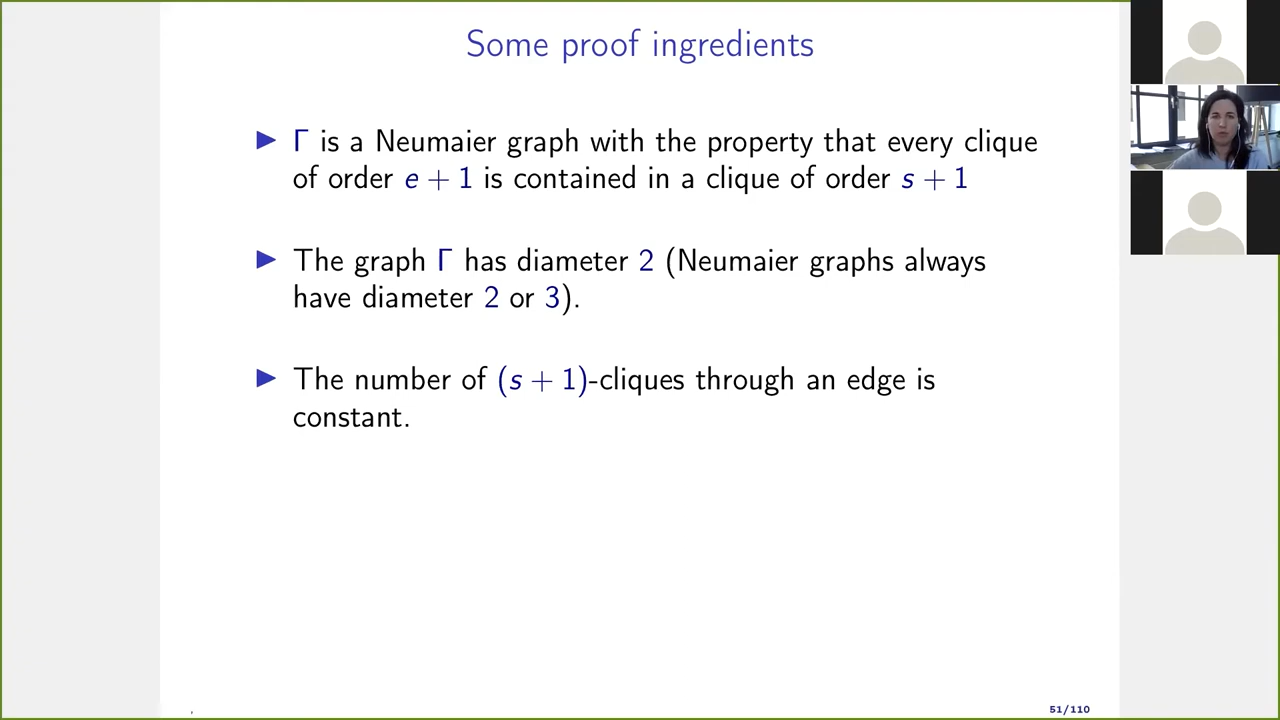 Some proof ingredients
▶ Γ is a Neumaier graph with the property that every clique
of order e + 1 is contained in a clique of order s + 1
▶ The graph Γ has diameter 2 (Neumaier graphs always
have diameter 2 or 3).
▶ The number of (s + 1)-cliques through an edge is
constant.
,
51/110